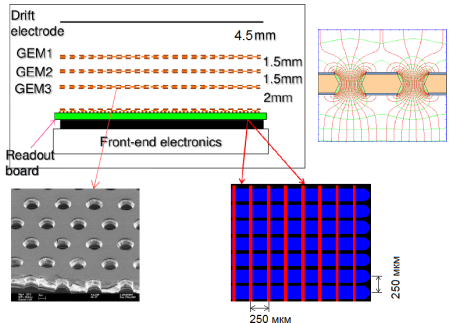 Drift
electrode
4.5mm
GEM1
1.5mm
GEM2
1.5mm
GEM3
2mm
Front-end electronics
Readout
board
250 мкм
250 мкм